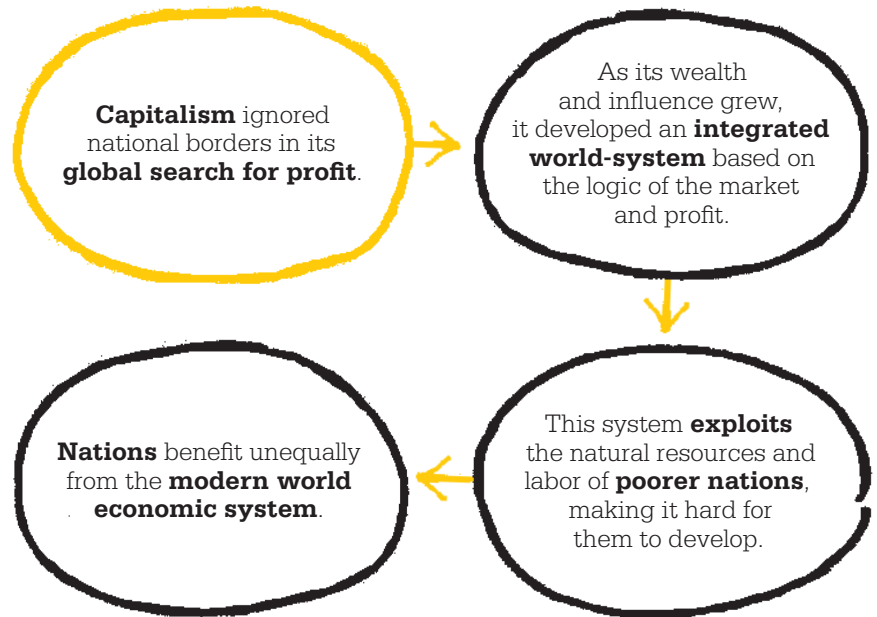 Capitalism ignored
national borders in its
global search for profit.
As its wealth
and influence grew,
it developed an integrated
world-system based on
the logic of the market
and profit.
This system exploits
the natural resources and
labor of poorer nations,
making it hard for
them to develop.
Nations benefit unequally
from the modern world
economic system.